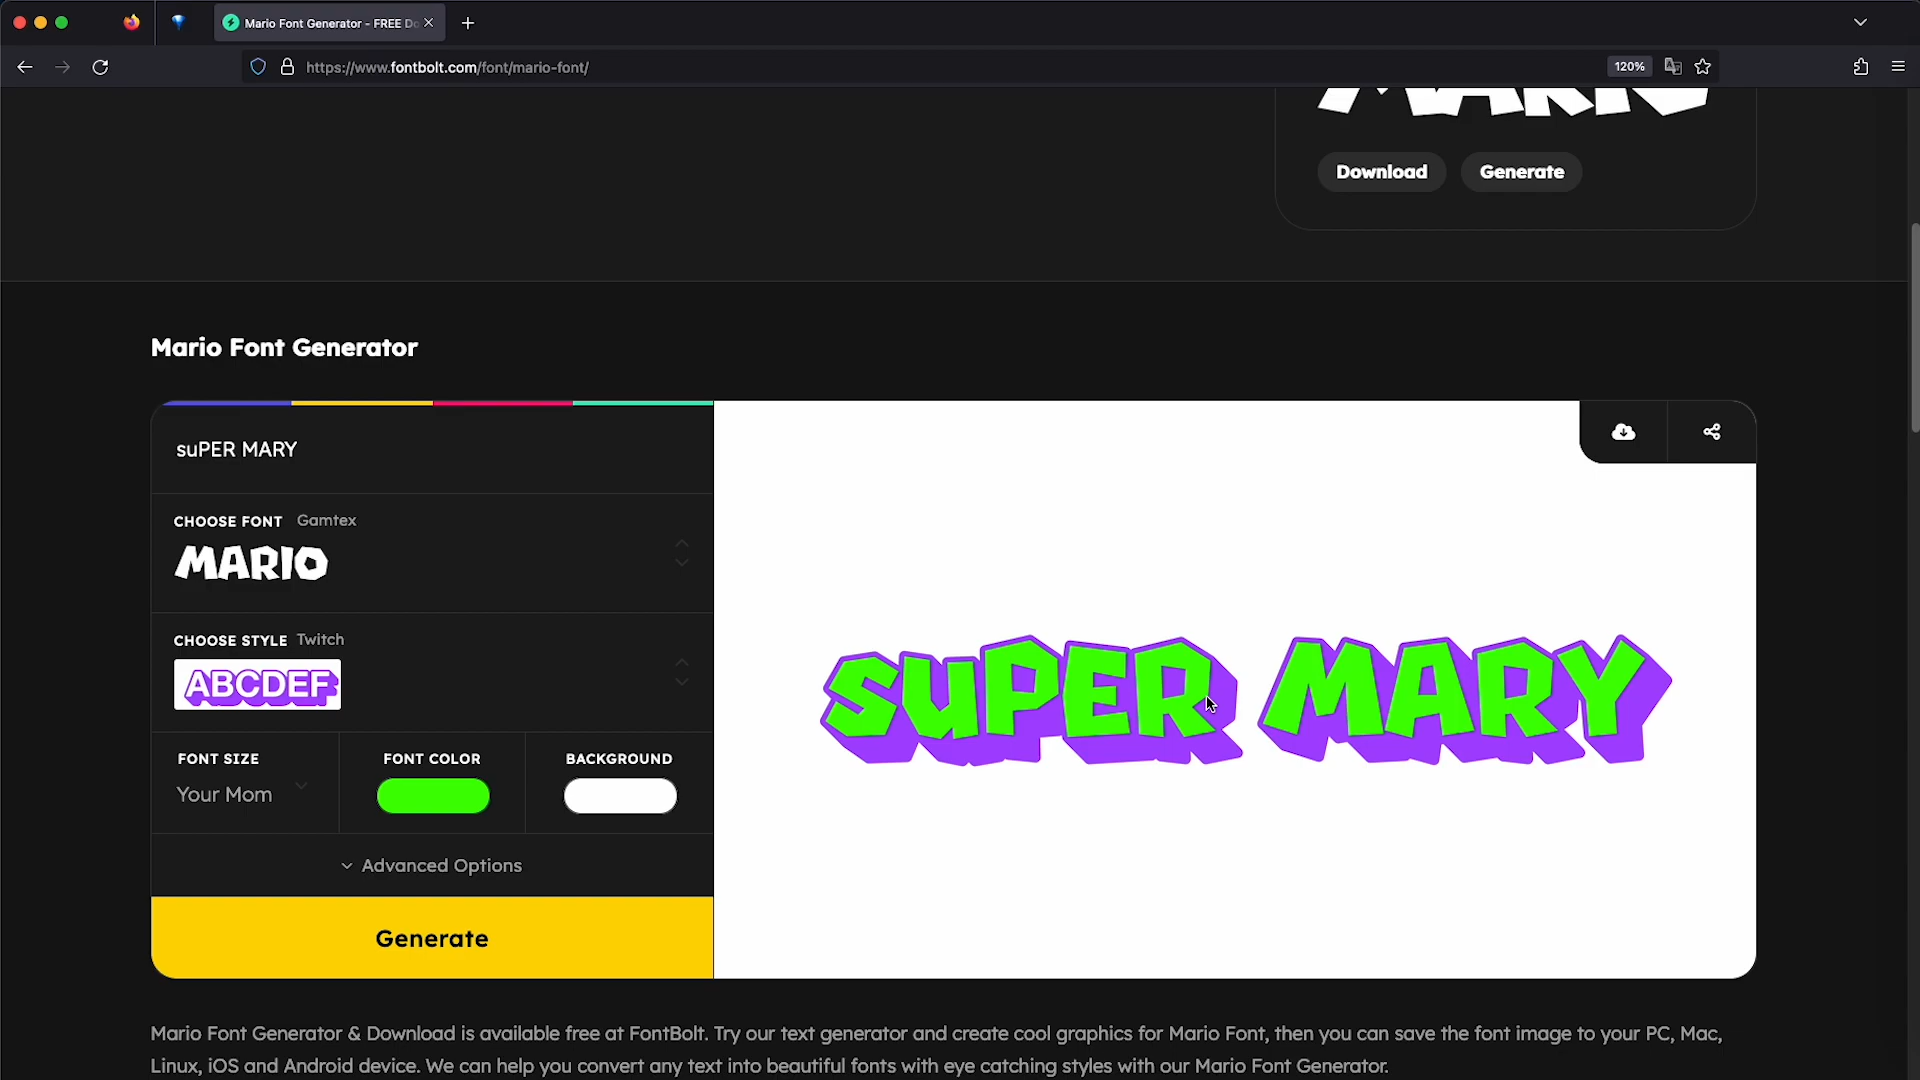 Mario Font Generator - FREE Do
https://www.fontbolt.com/font/mario-font/
120%
MARIO
Download
Generate
Mario Font Generator
suPER MARY
CHOOSE FONT Gamtex
MARIO
CHOOSE STYLE Twitch
ABCDEF
FONT SIZE
Your Mom
FONT COLOR
BACKGROUND
Advanced Options
Generate
suPER MARY
Mario Font Generator & Download is available free at FontBolt. Try our text generator and create cool graphics for Mario Font, then you can save the font image to your PC, Mac,
Linux, iOS and Android device. We can help you convert any text into beautiful fonts with eye catching styles with our Mario Font Generator.